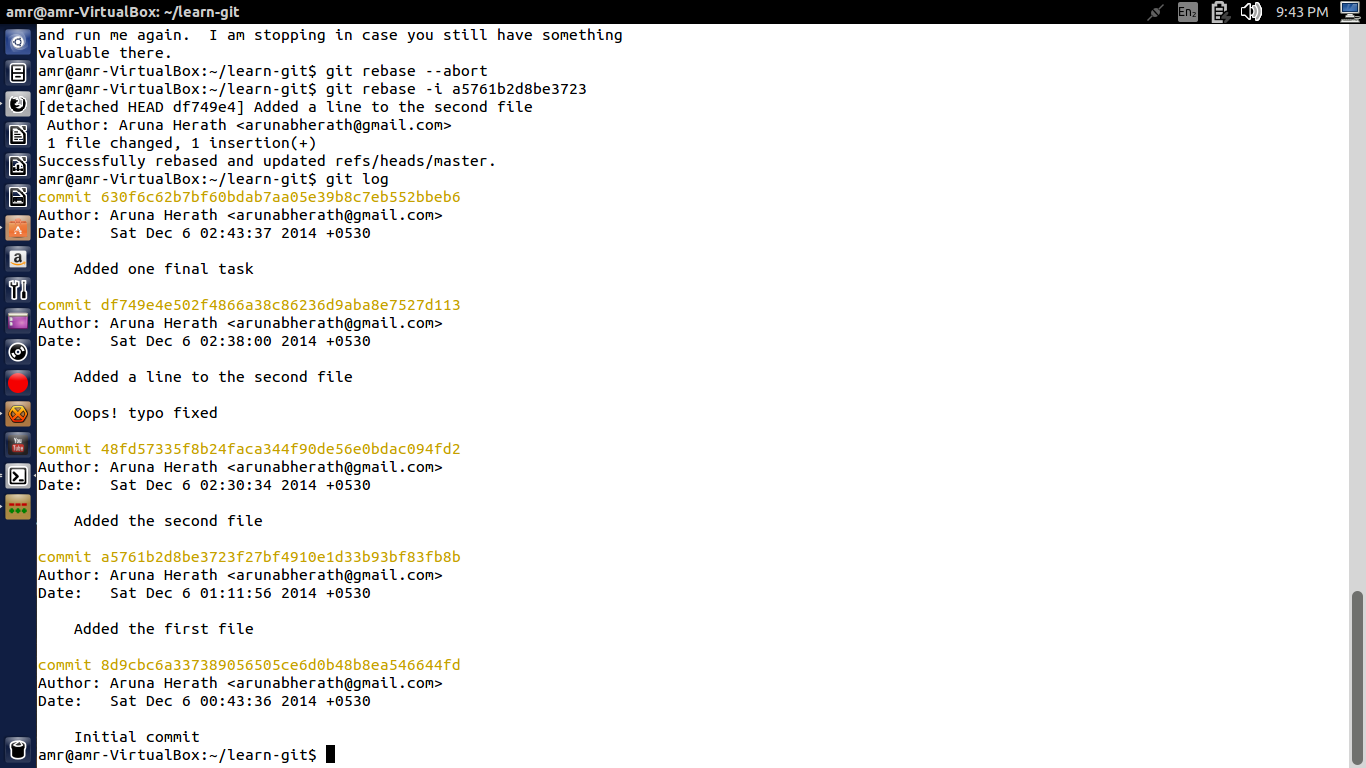 amr@amr-VirtualBox: ~/learn-git
En2
9:43 PM
and run me again.  I am stopping in case you still have something
valuable there.
amr@amr-VirtualBox:~/learn-git$ git rebase --abort
amr@amr-VirtualBox:~/learn-git$ git rebase -i a5761b2d8be3723
[detached HEAD df749e4] Added a line to the second file
 Author: Aruna Herath <arunabherath@gmail.com>
 1 file changed, 1 insertion(+)
Successfully rebased and updated refs/heads/master.
amr@amr-VirtualBox:~/learn-git$ git log
commit 630f6c62b7bf60bdab7aa05e39b8c7eb552bbeb6
Author: Aruna Herath <arunabherath@gmail.com>
Date:   Sat Dec 6 02:43:37 2014 +0530
    Added one final task
commit df749e4e502f4866a38c86236d9aba8e7527d113
Author: Aruna Herath <arunabherath@gmail.com>
Date:   Sat Dec 6 02:38:00 2014 +0530
    Added a line to the second file
    Oops! typo fixed
commit 48fd57335f8b24faca344f90de56e0bdac094fd2
Author: Aruna Herath <arunabherath@gmail.com>
Date:   Sat Dec 6 02:30:34 2014 +0530
    Added the second file
commit a5761b2d8be3723f27bf4910e1d33b93bf83fb8b
Author: Aruna Herath <arunabherath@gmail.com>
Date:   Sat Dec 6 01:11:56 2014 +0530
    Added the first file
commit 8d9cbc6a337389056505ce6d0b48b8ea546644fd
Author: Aruna Herath <arunabherath@gmail.com>
Date:   Sat Dec 6 00:43:36 2014 +0530
    Initial commit
amr@amr-VirtualBox:~/learn-git$
You
Tube